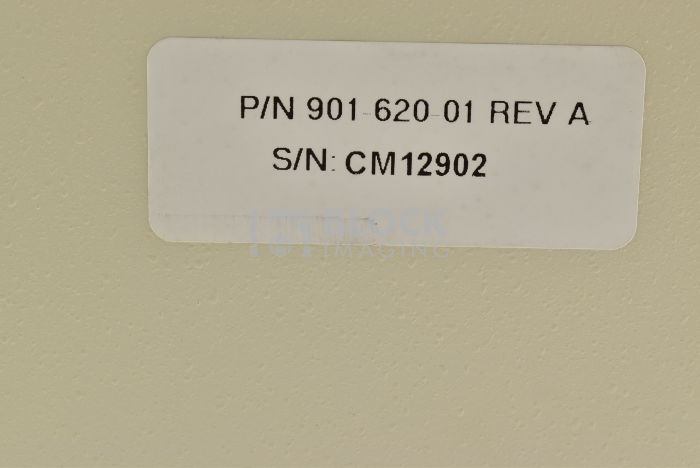 P/N 901-620-01 REV A
S/N: CM12902
BLOCK
IMAGING